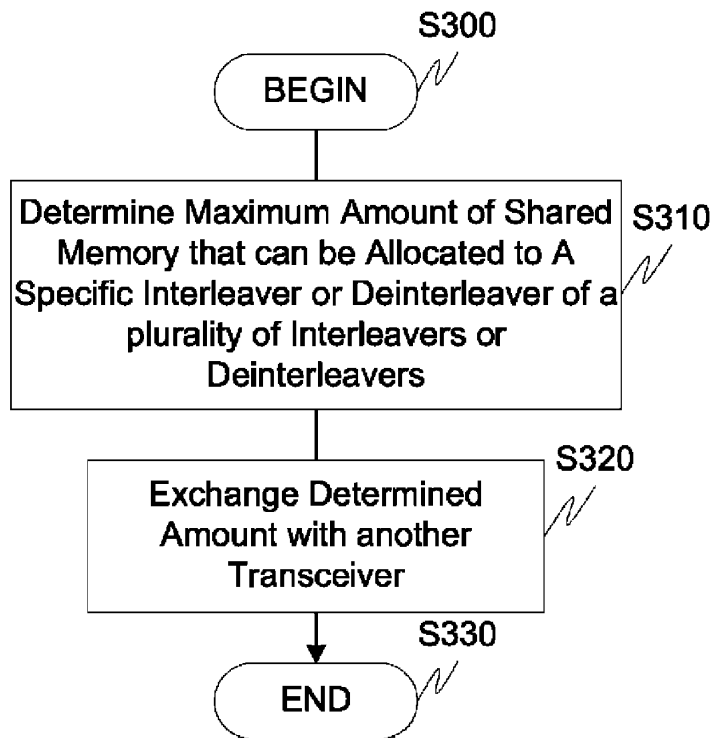 S300
BEGIN
Determine Maximum Amount of Shared
Memory that can be Allocated to A
Specific Interleaver or Deinterleaver of a
plurality of Interleavers or
Deinterleavers
S310
S320
Exchange Determined
Amount with another
Transceiver
S330
END